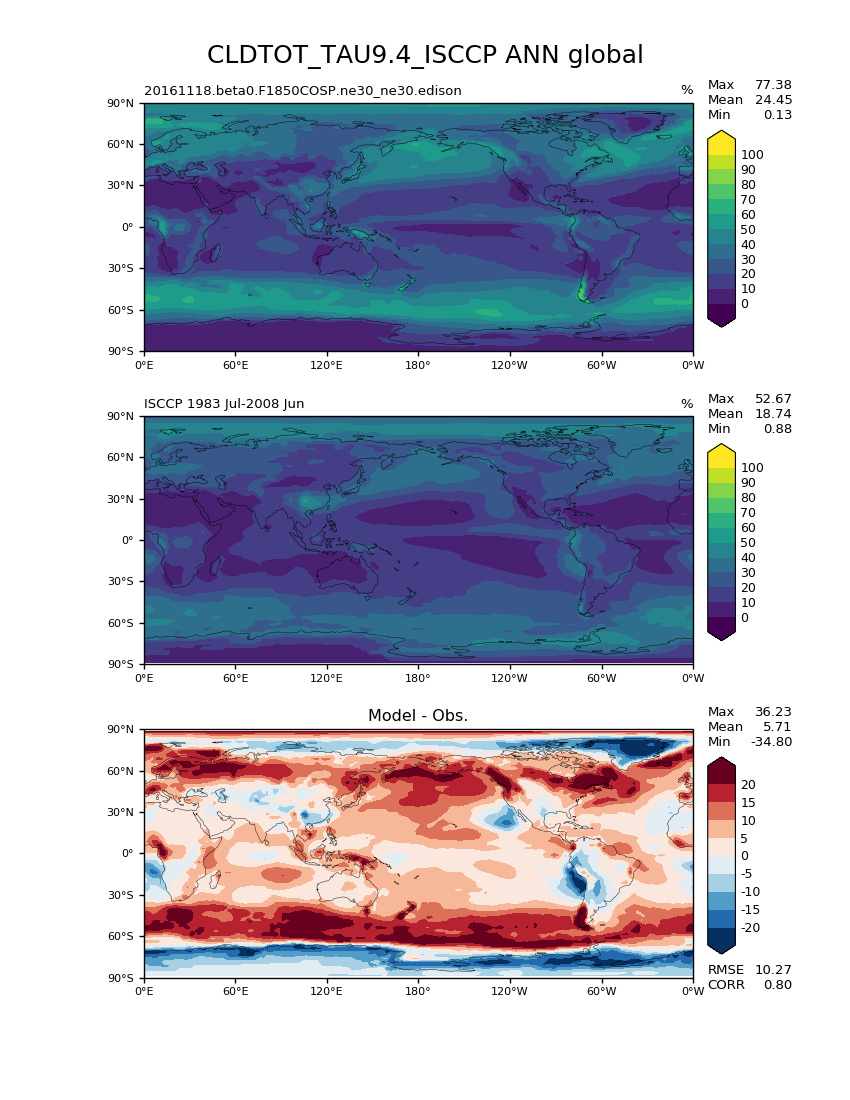 CLDTOT_TAU9.4_ISCCP ANN global
20161118.beta0.F1850COSP.ne30_ne30.edison
%
Max 77.38
Mean 24.45
Min 0.13
90°N
60°N
30°N
0°
30°S
60°S
90°S
0°E 60°E 120°E 180° 120°W 60°W 0°W
100
90
80
70
60
50
40
30
20
10
0
ISCCP 1983 Jul-2008 Jun
%
Max 52.67
Mean 18.74
Min 0.88
90°N
60°N
30°N
0°
30°S
60°S
90°S
0°E 60°E 120°E 180° 120°W 60°W 0°W
100
90
80
70
60
50
40
30
20
10
0
Model - Obs.
Max 36.23
Mean 5.71
Min -34.80
90°N
60°N
30°N
0°
30°S
60°S
90°S
0°E 60°E 120°E 180° 120°W 60°W 0°W
20
15
10
5
0
-5
-10
-15
-20
RMSE 10.27
CORR 0.80